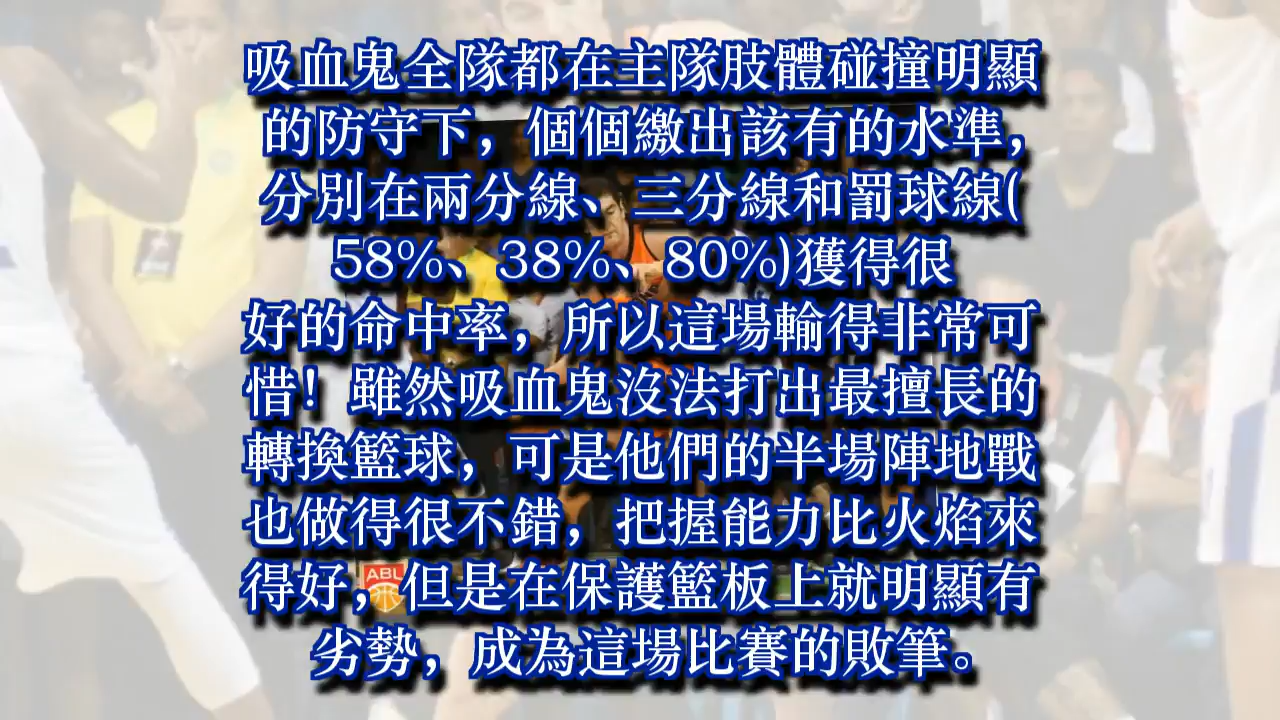 吸血鬼全隊都在主隊肢體碰撞明顯
的防守下，個個繳出該有的水準，
分別在兩分線、三分線和罰球線(
58%、38%、80%)獲得很
好的命中率，所以這場輸得非常可
惜！雖然吸血鬼沒法打出最擅長的
轉換籃球，可是他們的半場陣地戰
也做得很不錯，把握能力比火焰來
得好，但是在保護籃板上就明顯有
劣勢，成為這場比賽的敗筆。
ABL